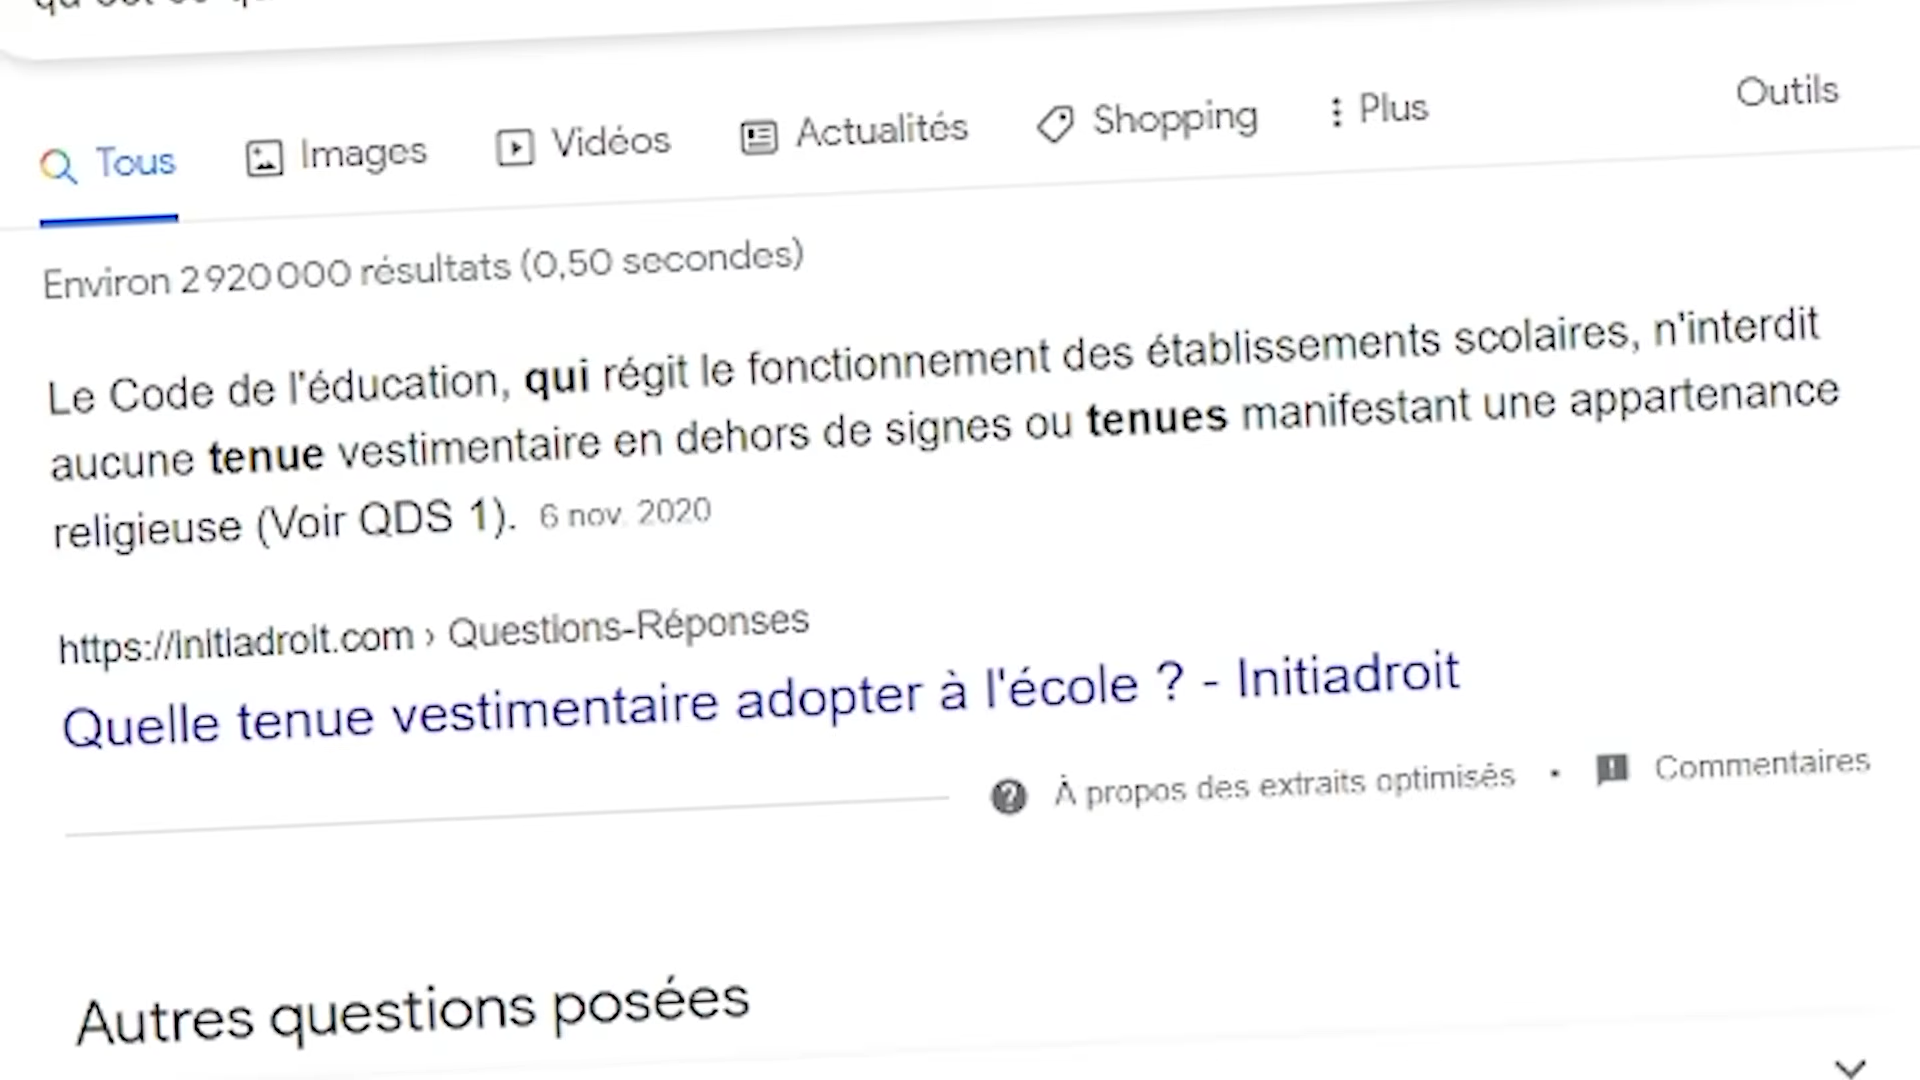 Tous Images Vidéos Actualités Shopping Plus Outils
Environ 2 920 000 résultats (0,50 secondes)
Le Code de l'éducation, qui régit le fonctionnement des établissements scolaires, n'interdit
aucune tenue vestimentaire en dehors de signes ou tenues manifestant une appartenance
religieuse (Voir QDS 1). 6 nov. 2020
https://initiadroit.com › Questions-Réponses
Quelle tenue vestimentaire adopter à l'école ? - Initiadroit
À propos des extraits optimisés · Commentaires
Autres questions posées